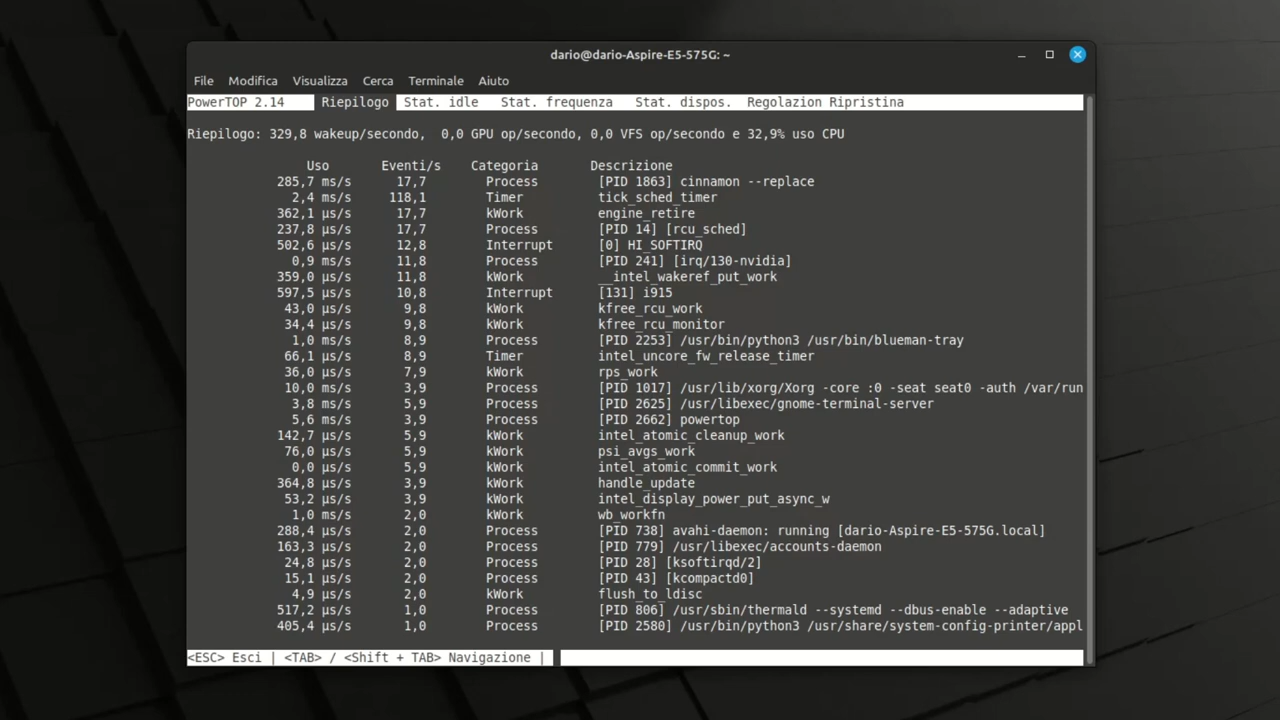 dario@dario-Aspire-E5-575G: ~
File Modifica Visualizza Cerca Terminale Aiuto
PowerTOP 2.14 Riepilogo Stat. idle Stat. frequenza Stat. dispos. Regolazion Ripristina
Riepilogo: 329,8 wakeup/secondo, 0,0 GPU op/secondo, 0,0 VFS op/secondo e 32,9% uso CPU
Uso Eventi/s Categoria Descrizione
285,7 ms/s 17,7 Process [PID 1863] cinnamon --replace
2,4 ms/s 118,1 Timer tick_sched_timer
362,1 µs/s 17,7 kWork engine_retire
237,8 µs/s 17,7 Process [PID 14] [rcu_sched]
502,6 µs/s 12,8 Interrupt [0] HI_SOFTIRQ
0,9 ms/s 11,8 Process [PID 241] [irq/130-nvidia]
359,0 µs/s 11,8 kWork __intel_wakeref_put_work
597,5 µs/s 10,8 Interrupt [131] i915
43,0 µs/s 9,8 kWork kfree_rcu_work
34,4 µs/s 9,8 kWork kfree_rcu_monitor
1,0 ms/s 8,9 Process [PID 2253] /usr/bin/python3 /usr/bin/blueman-tray
66,1 µs/s 8,9 Timer intel_uncore_fw_release_timer
36,0 µs/s 7,9 kWork rps_work
10,0 ms/s 3,9 Process [PID 1017] /usr/lib/xorg/Xorg -core :0 -seat seat0 -auth /var/run
3,8 ms/s 5,9 Process [PID 2625] /usr/libexec/gnome-terminal-server
5,6 ms/s 3,9 Process [PID 2662] powertop
142,7 µs/s 5,9 kWork intel_atomic_cleanup_work
76,0 µs/s 5,9 kWork psi_avgs_work
0,0 µs/s 5,9 kWork intel_atomic_commit_work
364,8 µs/s 3,9 kWork handle_update
53,2 µs/s 3,9 kWork intel_display_power_put_async_w
1,0 ms/s 2,0 kWork wb_workfn
288,4 µs/s 2,0 Process [PID 738] avahi-daemon: running [dario-Aspire-E5-575G.local]
163,3 µs/s 2,0 Process [PID 779] /usr/libexec/accounts-daemon
24,8 µs/s 2,0 Process [PID 28] [ksoftirqd/2]
15,1 µs/s 2,0 Process [PID 43] [kcompactd0]
4,9 µs/s 2,0 kWork flush_to_ldisc
517,2 µs/s 1,0 Process [PID 806] /usr/sbin/thermald --systemd --dbus-enable --adaptive
405,4 µs/s 1,0 Process [PID 2580] /usr/bin/python3 /usr/share/system-config-printer/appl
<ESC> Esci | <TAB> / <Shift + TAB> Navigazione |